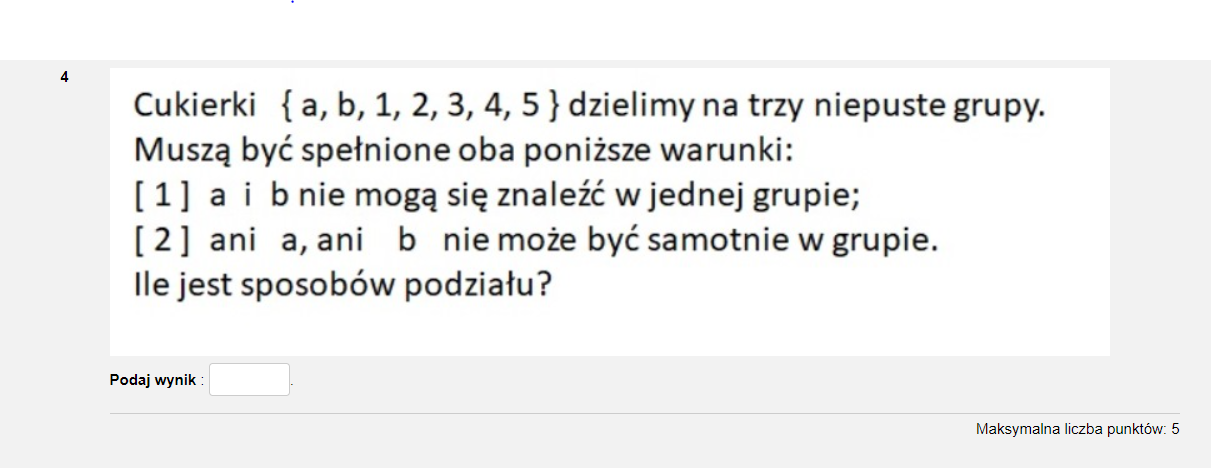 4
Cukierki { a, b, 1, 2, 3, 4, 5 } dzielimy na trzy niepuste grupy.
Muszą być spełnione oba poniższe warunki:
[ 1 ] a i b nie mogą się znaleźć w jednej grupie;
[ 2 ] ani a, ani b nie może być samotnie w grupie.
Ile jest sposobów podziału?
Podaj wynik : .
Maksymalna liczba punktów: 5